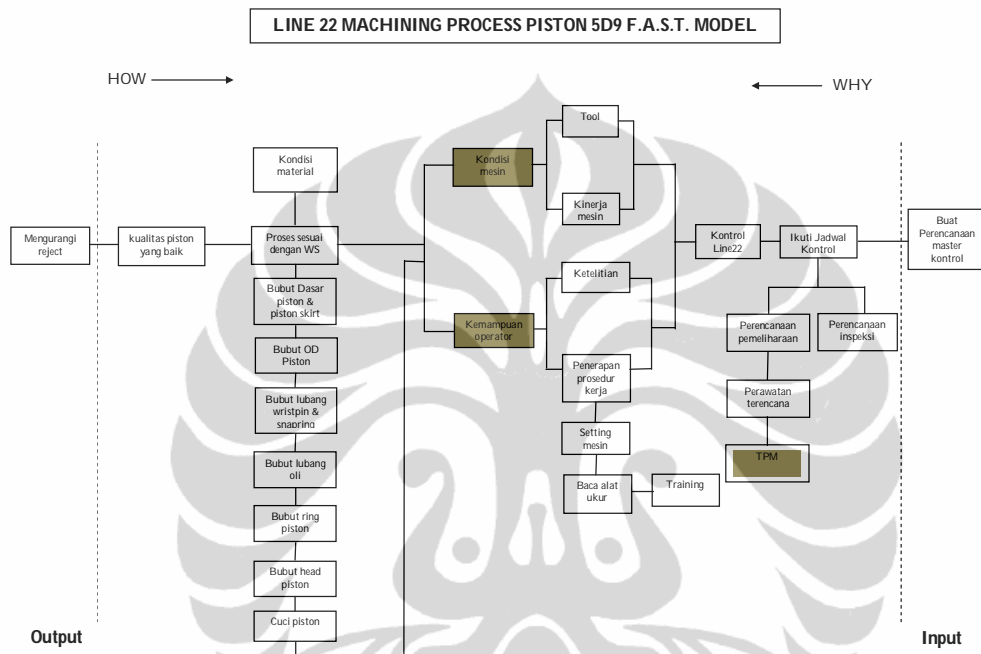 LINE 22 MACHINING PROCESS PISTON 5D9 F.A.S.T. MODEL
HOW
WHY
Tool
Kondisi
material
Kondisi
mesin
Kinerja
mesin
Mengurangi
reject
kualitas piston
yang baik
Proses sesuai
dengan WS
Kontrol
Line22
Ikuti Jadwal
Kontrol
Buat
Perencanaan
master
kontrol
Bubut Dasar
piston &
piston skirt
Ketelitian
Kemampuan
operator
Perencanaan
pemeliharaan
Perencanaan
inspeksi
Bubut OD
Piston
Penerapan
prosedur
kerja
Perawatan
terencana
Bubut lubang
wristpin &
snapring
Setting
mesin
TPM
Bubut lubang
oli
Baca alat
ukur
Training
Bubut ring
piston
Bubut head
piston
Cuci piston
Output
Input